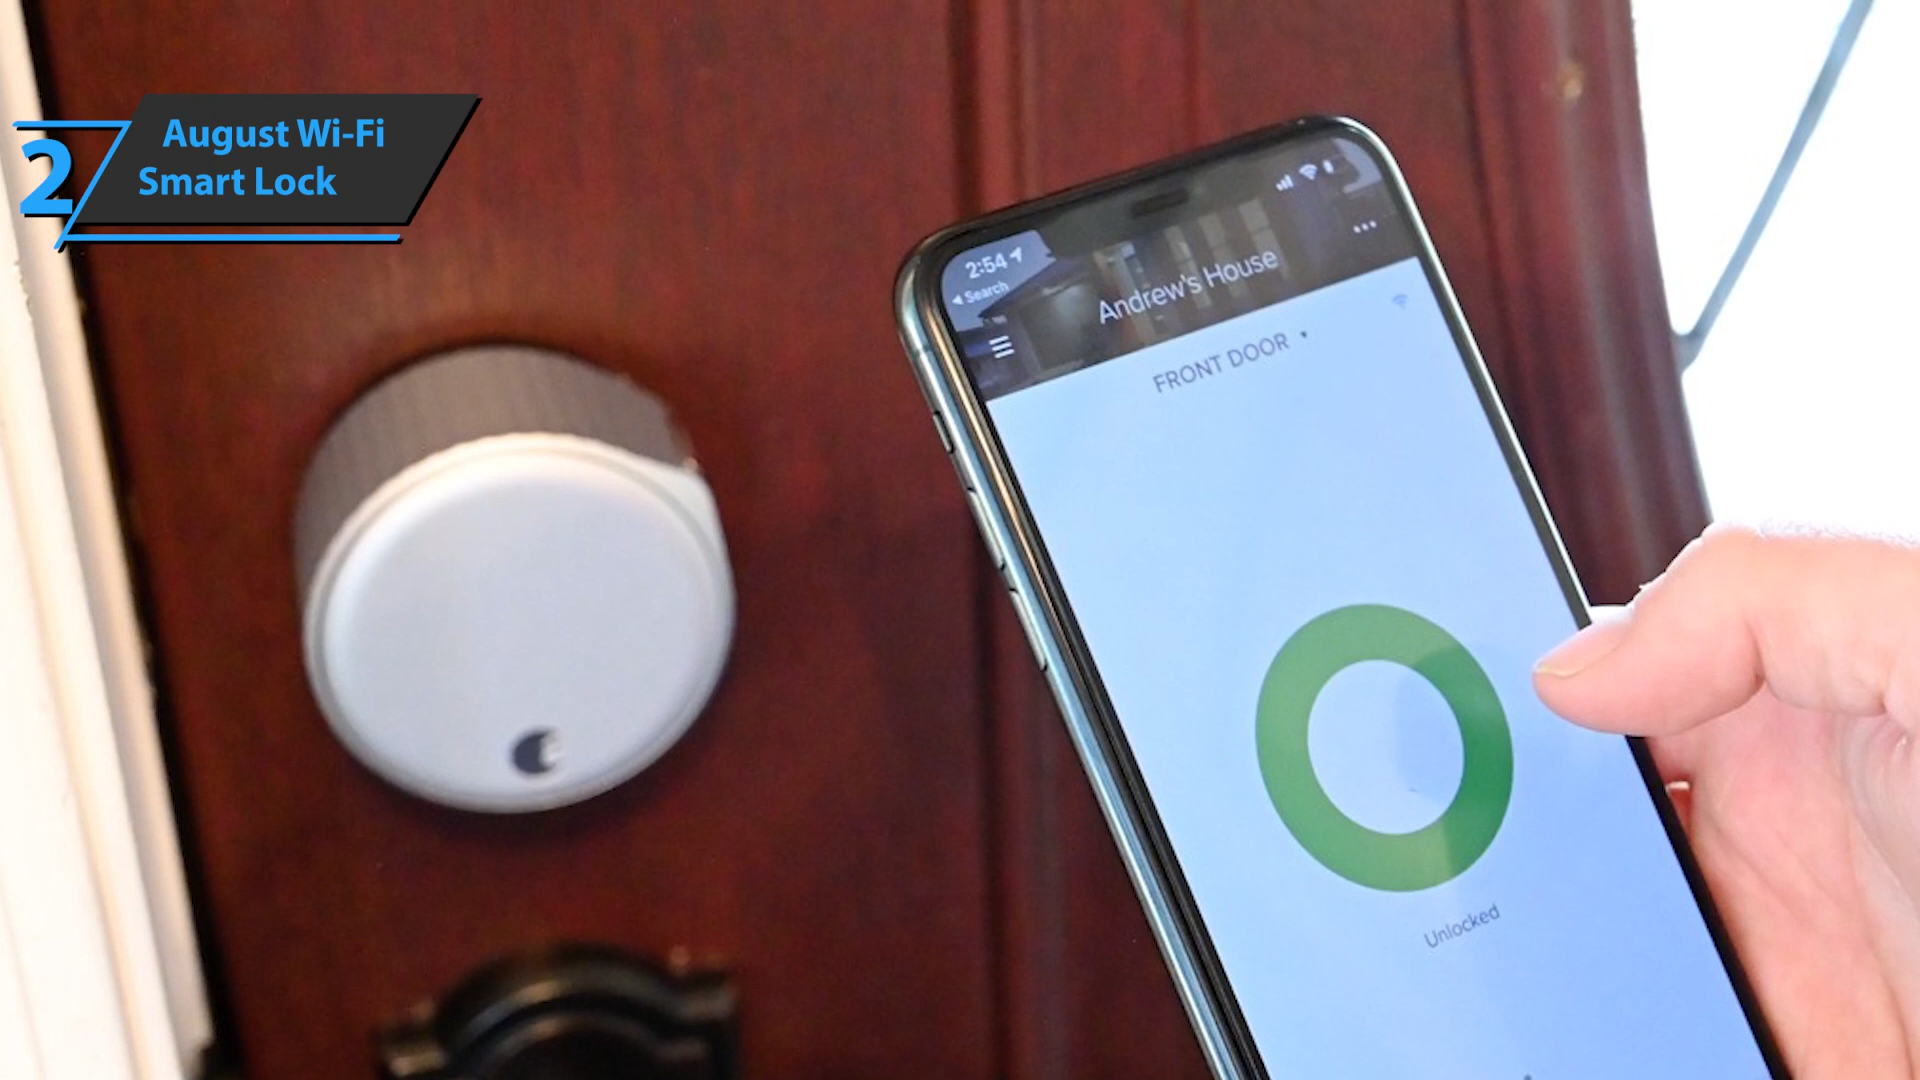 2
August Wi-Fi
Smart Lock
2:54
Search
Andrew's House
FRONT DOOR
Unlocked